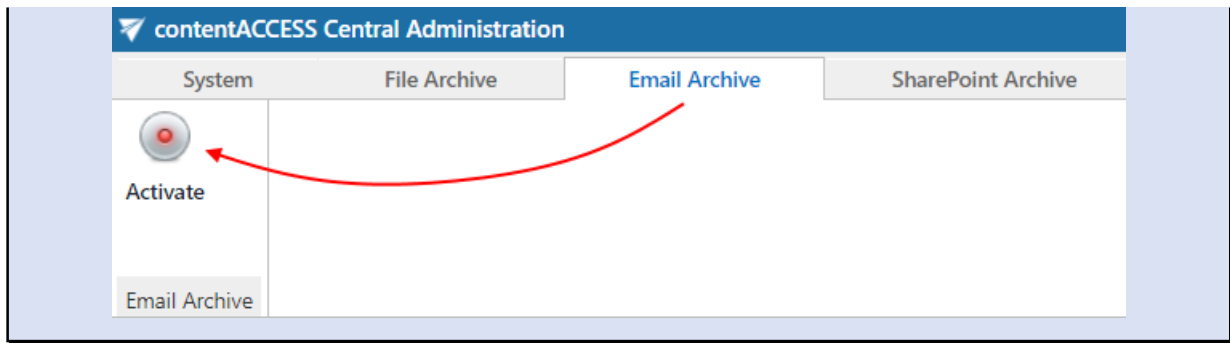 contentACCESS Central Administration
System File Archive Email Archive SharePoint Archive
Activate
Email Archive